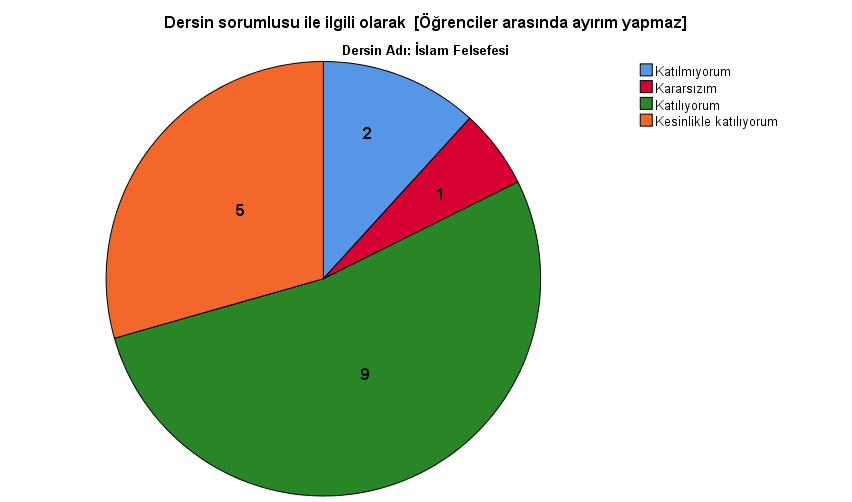 Dersin sorumlusu ile ilgili olarak [Öğrenciler arasında ayırım yapmaz]
Dersin Adı: İslam Felsefesi
Katılmıyorum
Kararsızım
Katılıyorum
Kesinlikle katılıyorum
2
1
5
9